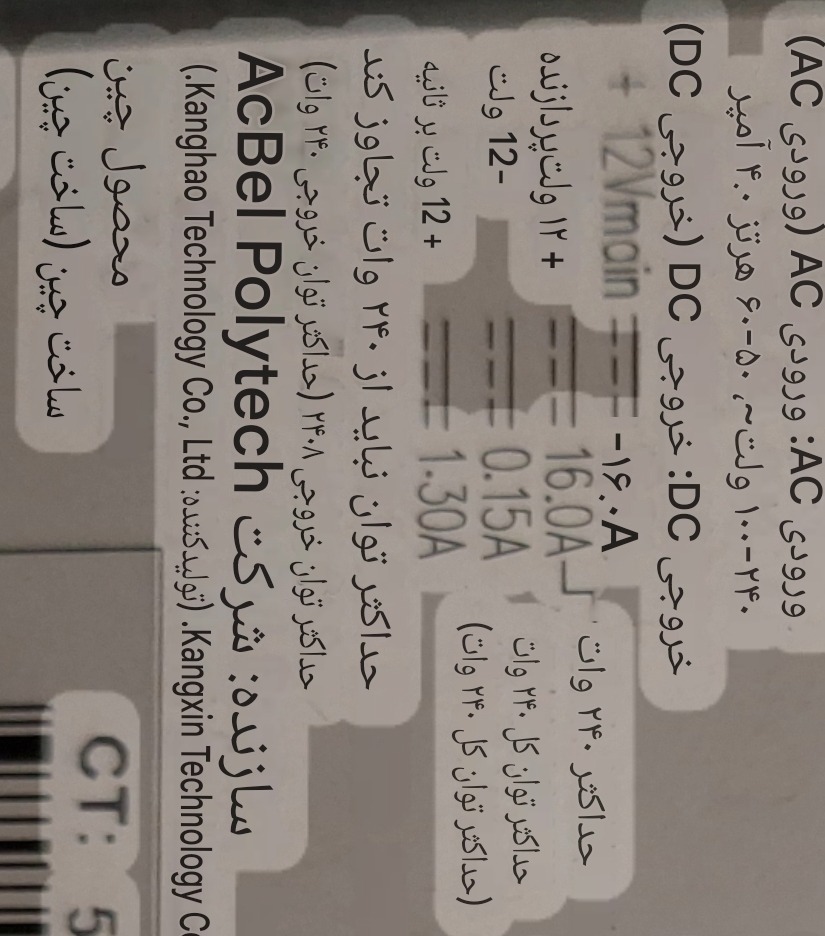 ورودی AC: ورودی AC (ورودی AC)
۱۰۰-۲۴۰ ولت~، ۵۰-۶۰ هرتز ۴.۰ آمپر
خروجی DC: خروجی DC (خروجی DC)
+ 12Vmain -۱۶.۰A
+ ۱۲ ولت‌پردازنده 16.0A
-12 ولت 0.15A
+ 12 ولت بر ثانیه 1.30A
حداکثر ۲۴۰ وات
حداکثر توان کل ۲۴۰ وات
(حداکثر توان کل ۲۴۰ وات)
حداکثر توان نباید از ۲۴۰ وات تجاوز کند
حداکثر توان خروجی ۲۴۰۸ (حداکثر توان خروجی ۲۴۰ وات)
سازنده: شرکت AcBel Polytech
Kangxin Technology Co. (تولیدکننده: Kanghao Technology Co., Ltd.)
محصول چین
ساخت چین (ساخت چین)
CT: 5